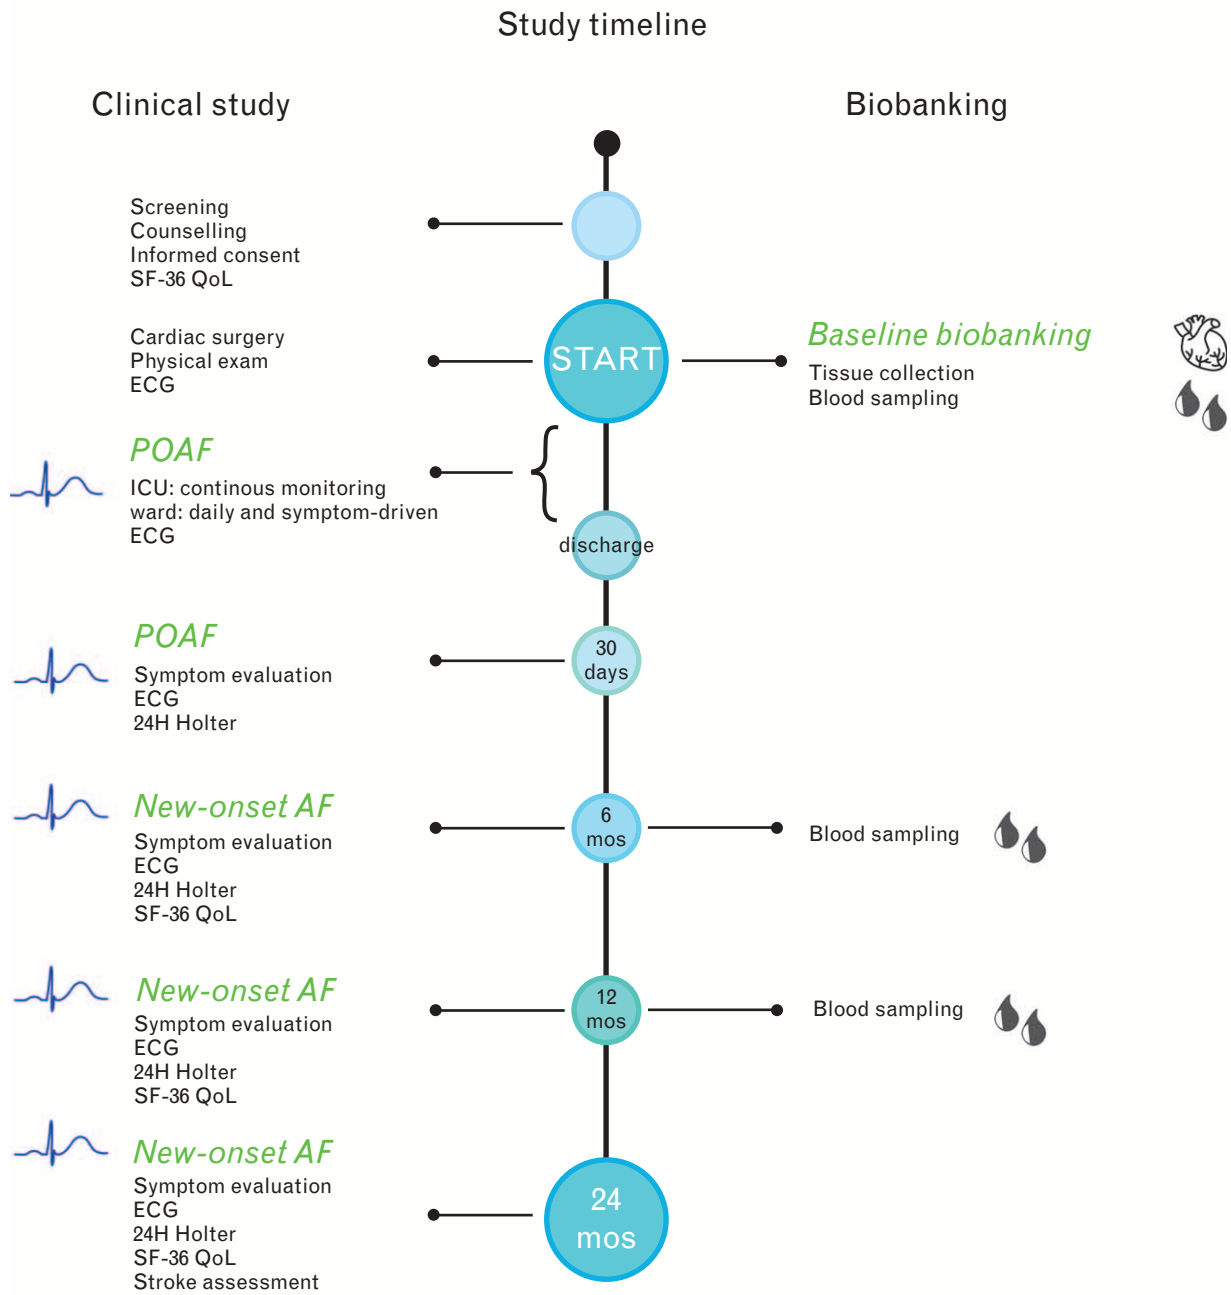 Study timeline
Clinical study
Biobanking
Screening
Counselling
Informed consent
SF-36 QoL
Cardiac surgery
Physical exam
ECG
START
Baseline biobanking
Tissue collection
Blood sampling
POAF
ICU: continous monitoring
ward: daily and symptom-driven
ECG
discharge
POAF
Symptom evaluation
ECG
24H Holter
30
days
New-onset AF
Symptom evaluation
ECG
24H Holter
SF-36 QoL
6
mos
Blood sampling
New-onset AF
Symptom evaluation
ECG
24H Holter
SF-36 QoL
12
mos
Blood sampling
New-onset AF
Symptom evaluation
ECG
24H Holter
SF-36 QoL
Stroke assessment
24
mos